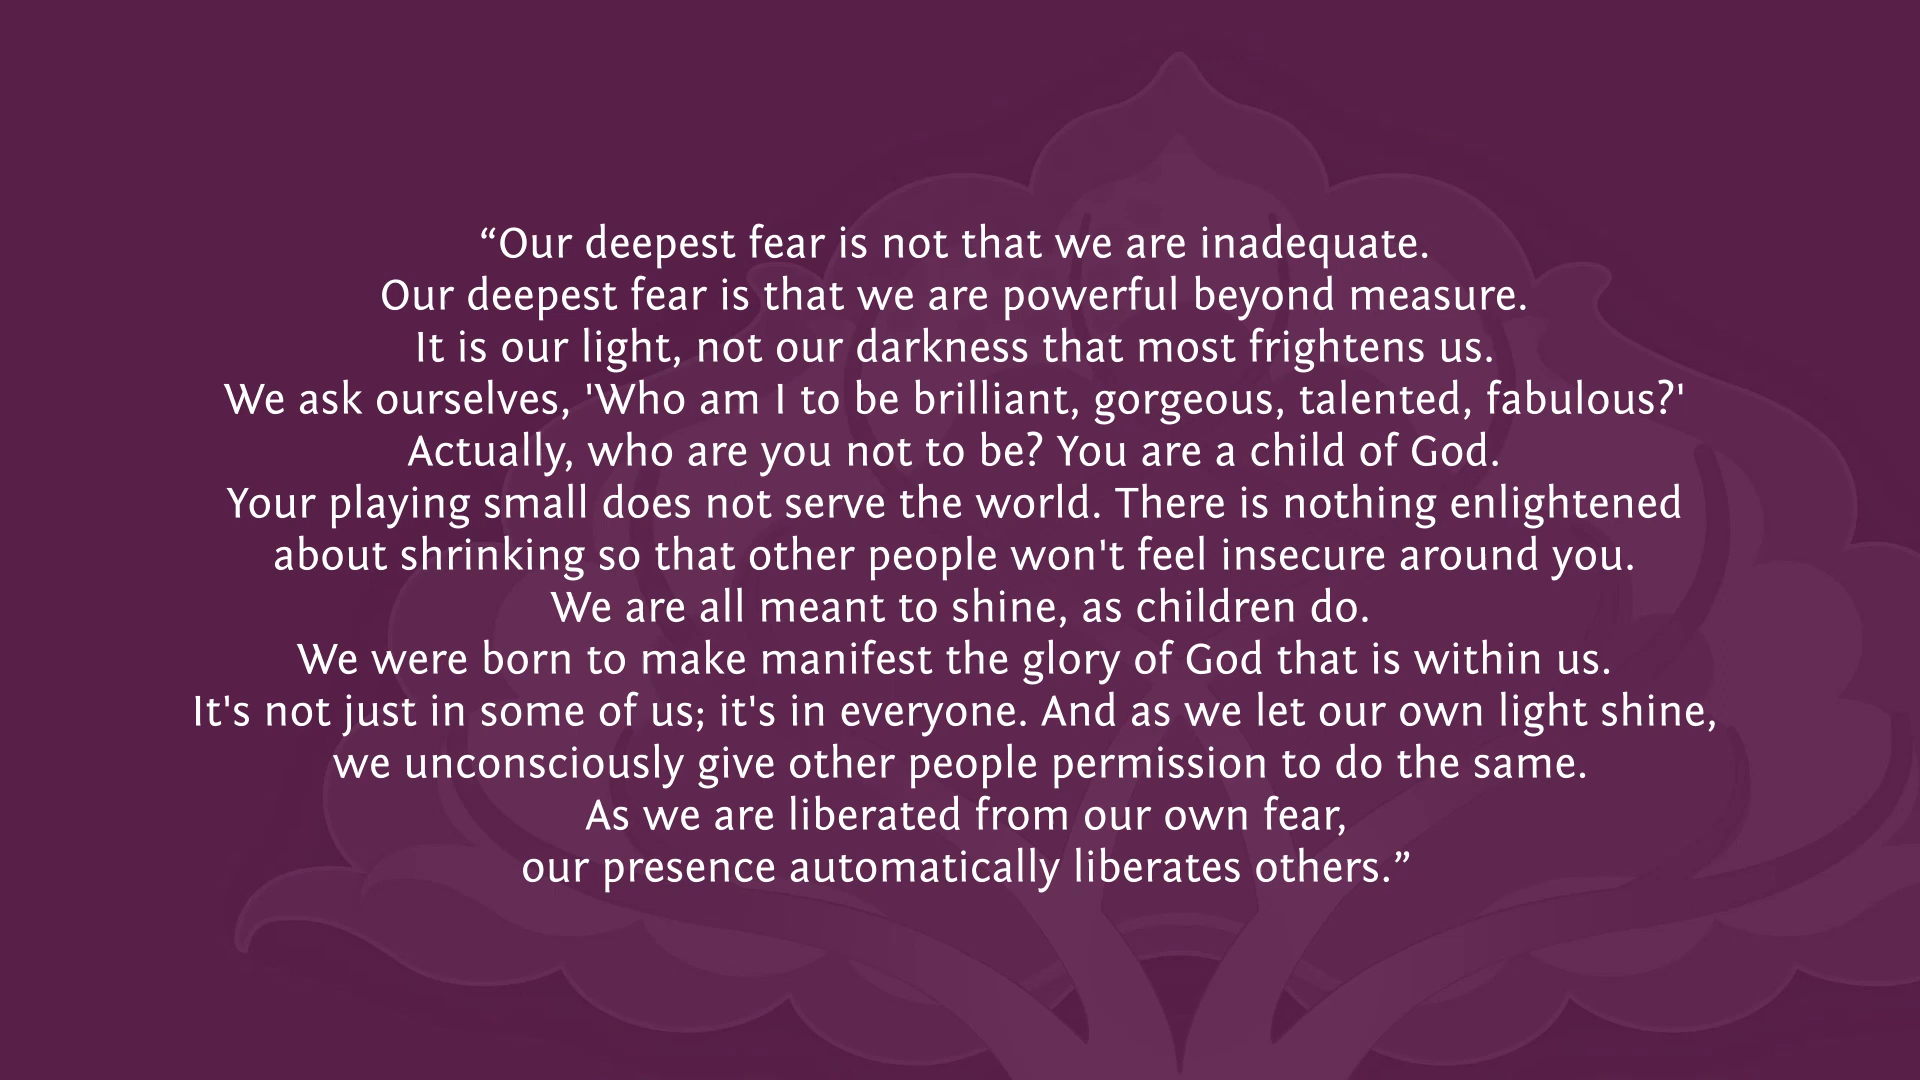 “Our deepest fear is not that we are inadequate.
Our deepest fear is that we are powerful beyond measure.
It is our light, not our darkness that most frightens us.
We ask ourselves, 'Who am I to be brilliant, gorgeous, talented, fabulous?'
Actually, who are you not to be? You are a child of God.
Your playing small does not serve the world. There is nothing enlightened
about shrinking so that other people won't feel insecure around you.
We are all meant to shine, as children do.
We were born to make manifest the glory of God that is within us.
It's not just in some of us; it's in everyone. And as we let our own light shine,
we unconsciously give other people permission to do the same.
As we are liberated from our own fear,
our presence automatically liberates others.”